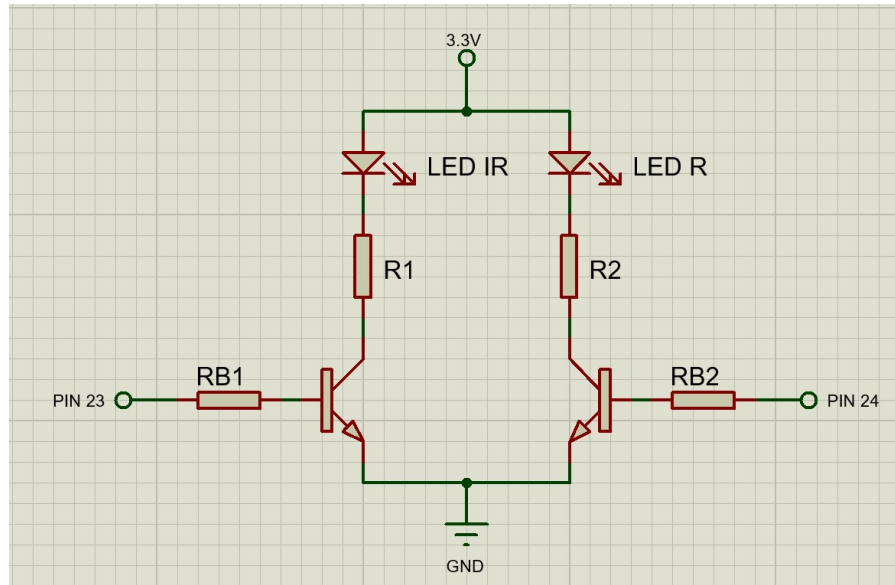 3.3V
LED IR
LED R
R1
R2
RB1
RB2
PIN 23
PIN 24
GND